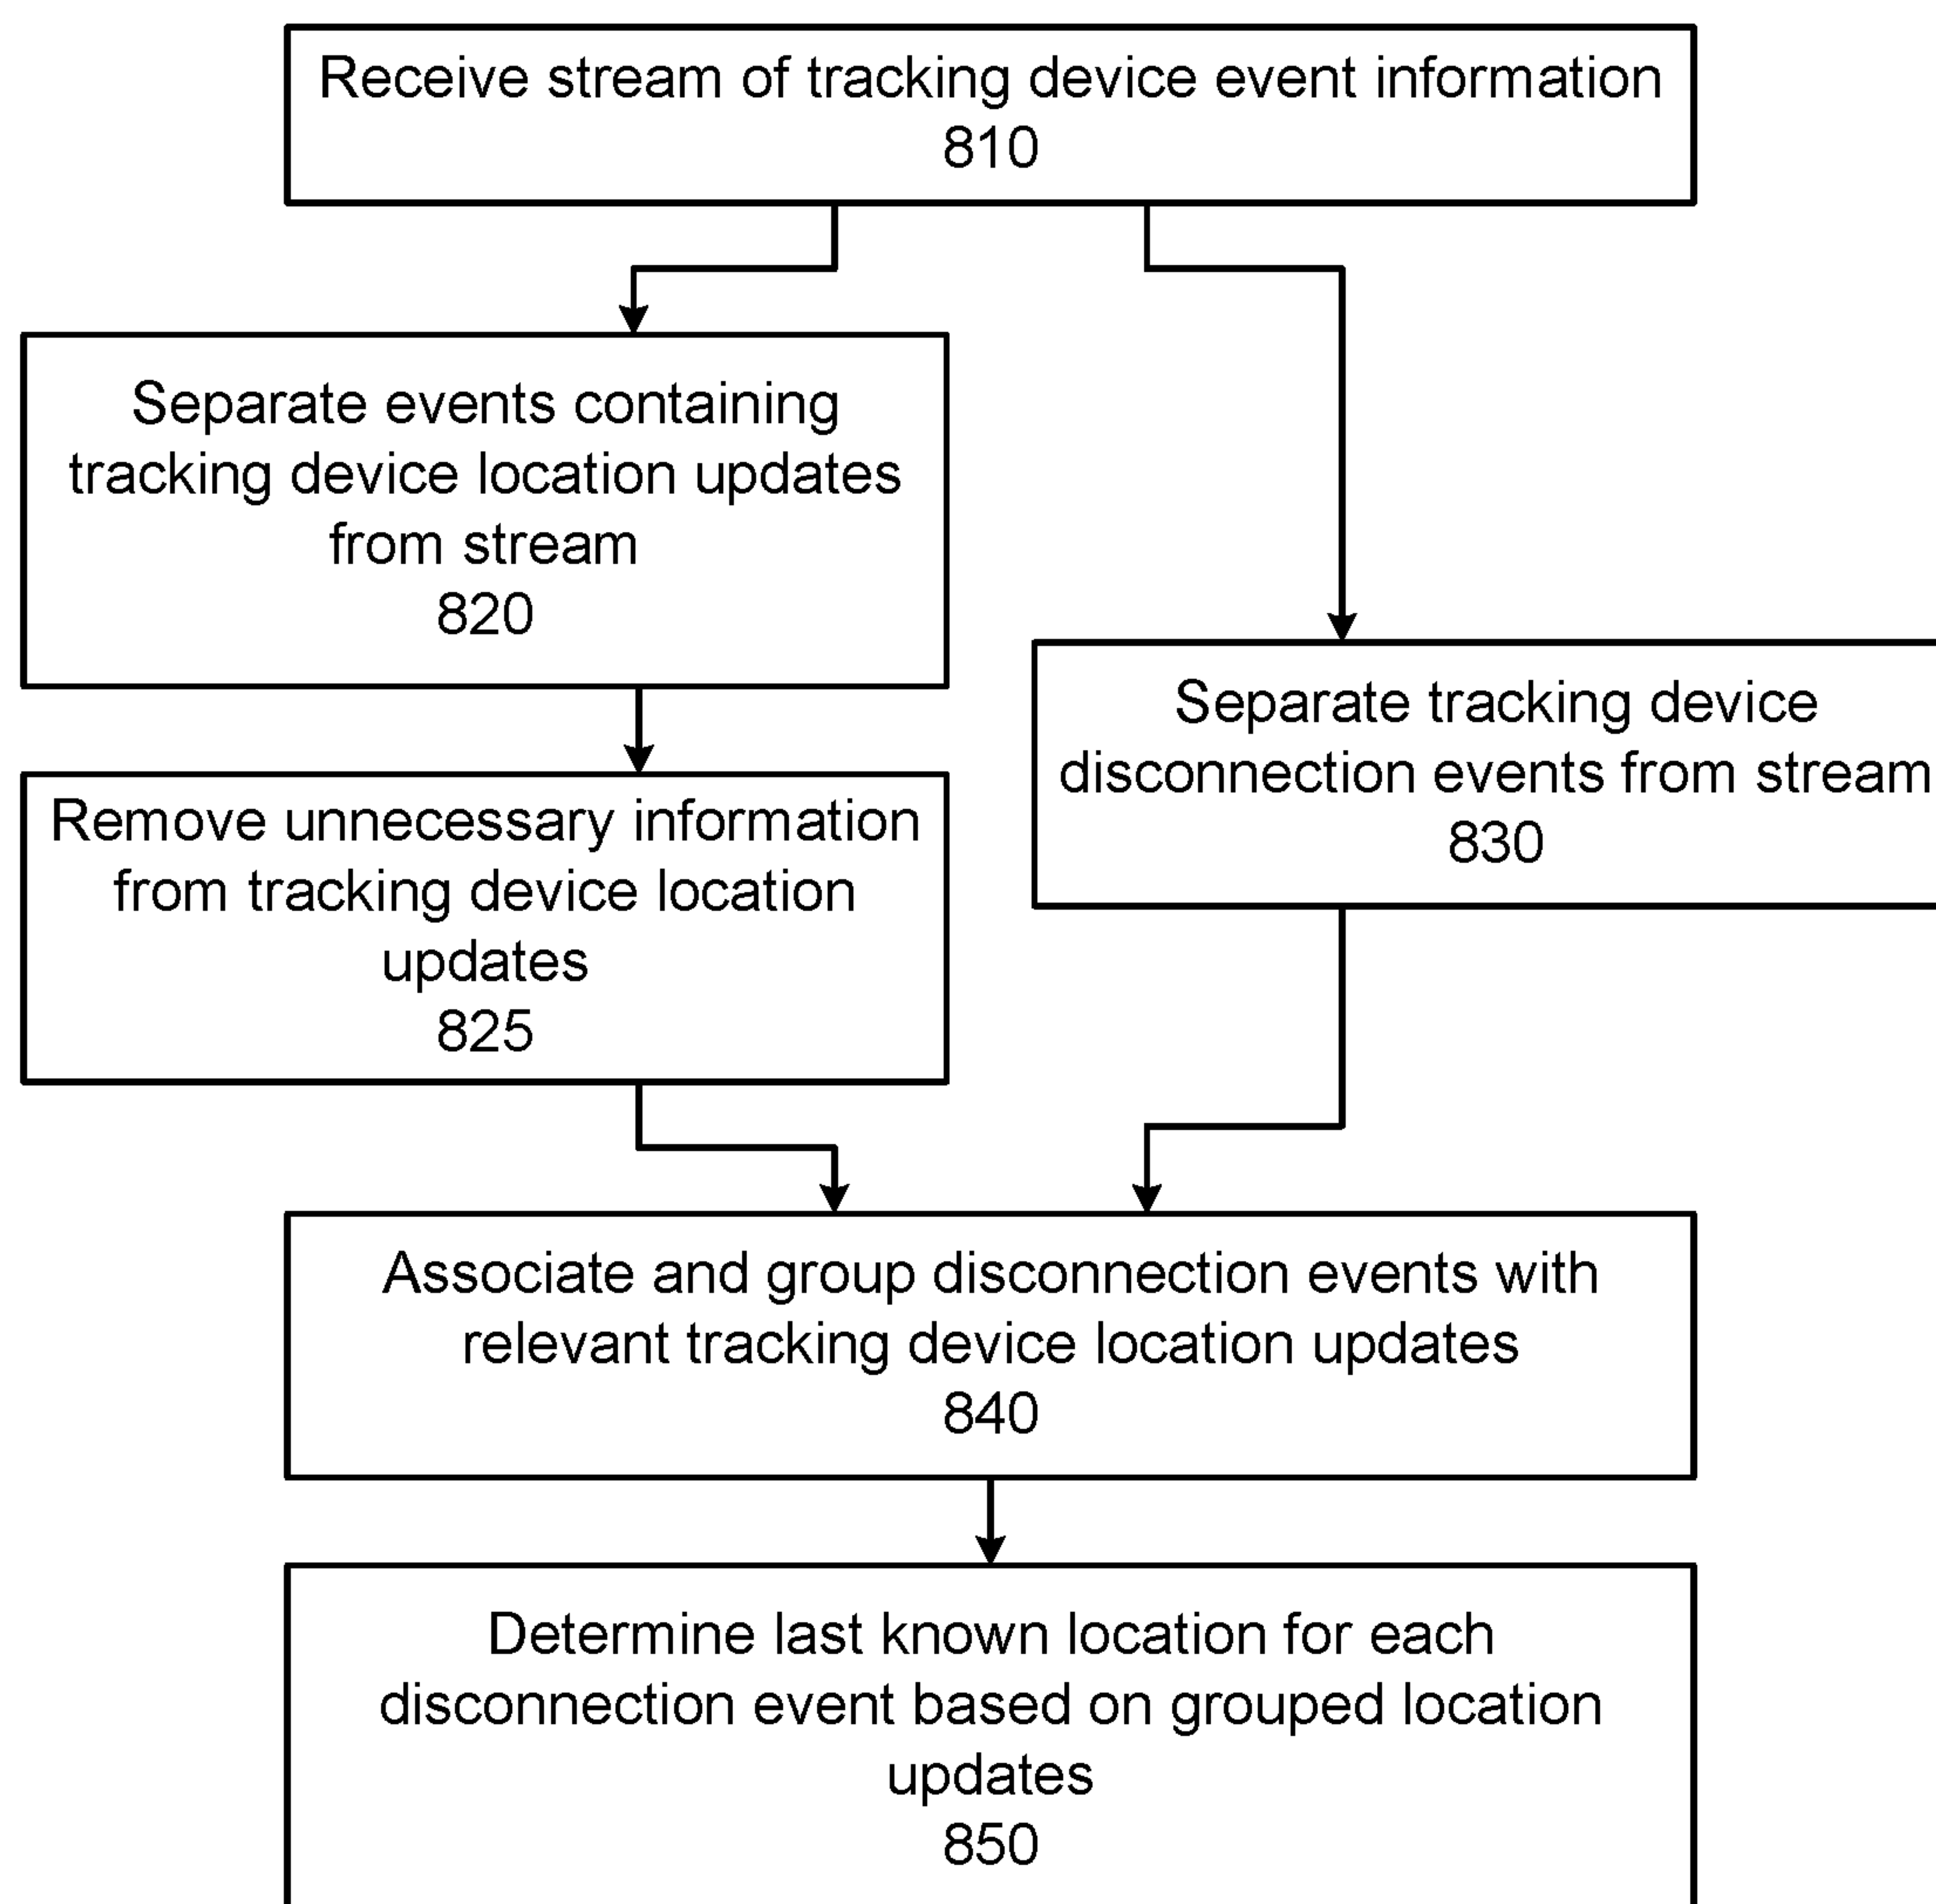 Receive stream of tracking device event information
810
Separate events containing
tracking device location updates
from stream
820
Separate tracking device
disconnection events from stream
830
Remove unnecessary information
from tracking device location
updates
825
Associate and group disconnection events with
relevant tracking device location updates
840
Determine last known location for each
disconnection event based on grouped location
updates
850